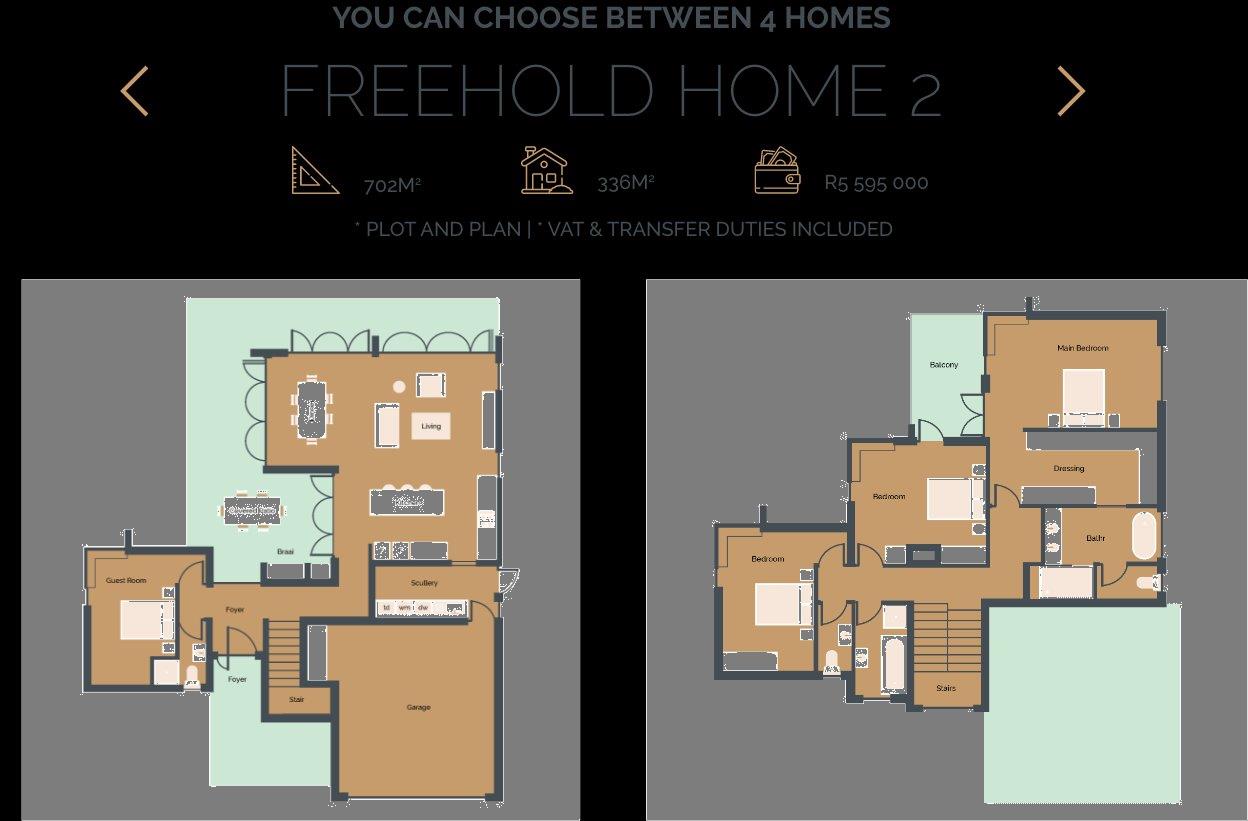 YOU CAN CHOOSE BETWEEN 4 HOMES
FREEHOLD HOME 2
702M²
336M²
R5 595 000
* PLOT AND PLAN | * VAT & TRANSFER DUTIES INCLUDED
Living
Braai
Guest Room
Scullery
td wm dw
Foyer
Foyer
Stair
Garage
Main Bedroom
Balcony
Dressing
Bedroom
Bathr
Bedroom
Stairs